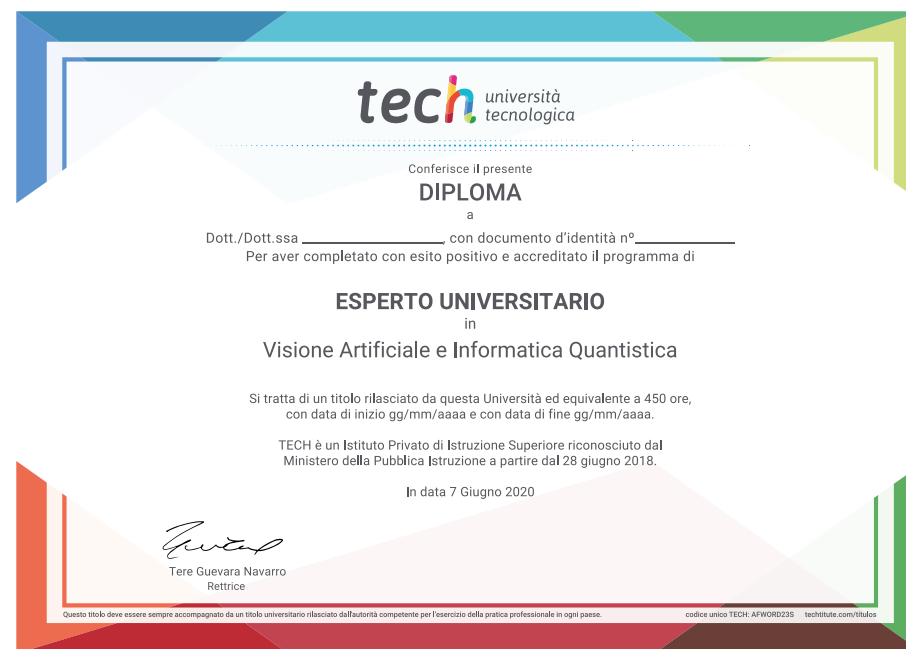 tech università
tecnologica
Conferisce il presente
DIPLOMA
a
Dott./Dott.ssa ____________________, con documento d'identità nº______________
Per aver completato con esito positivo e accreditato il programma di
ESPERTO UNIVERSITARIO
in
Visione Artificiale e Informatica Quantistica
Si tratta di un titolo rilasciato da questa Università ed equivalente a 450 ore,
con data di inizio gg/mm/aaaa e con data di fine gg/mm/aaaa.
TECH è un Istituto Privato di Istruzione Superiore riconosciuto dal
Ministero della Pubblica Istruzione a partire dal 28 giugno 2018.
In data 7 Giugno 2020
Tere Guevara Navarro
Rettrice
Questo titolo deve essere sempre accompagnato da un titolo universitario rilasciato dall'autorità competente per l'esercizio della pratica professionale in ogni paese. codice unico TECH: AFWORD23S techtitute.com/titulos